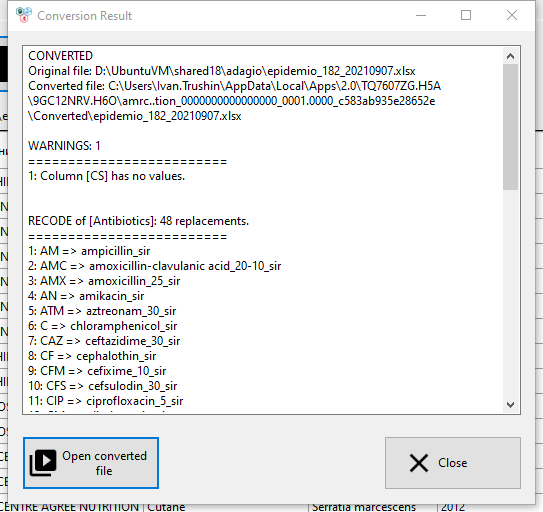 Conversion Result
CONVERTED
Original file: D:\UbuntuVM\shared18\adagio\epidemio_182_20210907.xlsx
Converted file: C:\Users\Ivan.Trushin\AppData\Local\Apps\2.0\TQ7607ZG.H5A
\9GC12NRV.H6O\amrc..tion_0000000000000000_0001.0000_c583ab935e28652e
\Converted\epidemio_182_20210907.xlsx
WARNINGS: 1
=========================
1: Column [CS] has no values.
RECODE of [Antibiotics]: 48 replacements.
=========================
1: AM => ampicillin_sir
2: AMC => amoxicillin-clavulanic acid_20-10_sir
3: AMX => amoxicillin_25_sir
4: AN => amikacin_sir
5: ATM => aztreonam_30_sir
6: C => chloramphenicol_sir
7: CAZ => ceftazidime_30_sir
8: CF => cephalothin_sir
9: CFM => cefixime_10_sir
10: CFS => cefsulodin_30_sir
11: CIP => ciprofloxacin_5_sir
Open converted
file
Close
CENTRE AGREE NUTRITION Cutane Serratia marcescens 2012